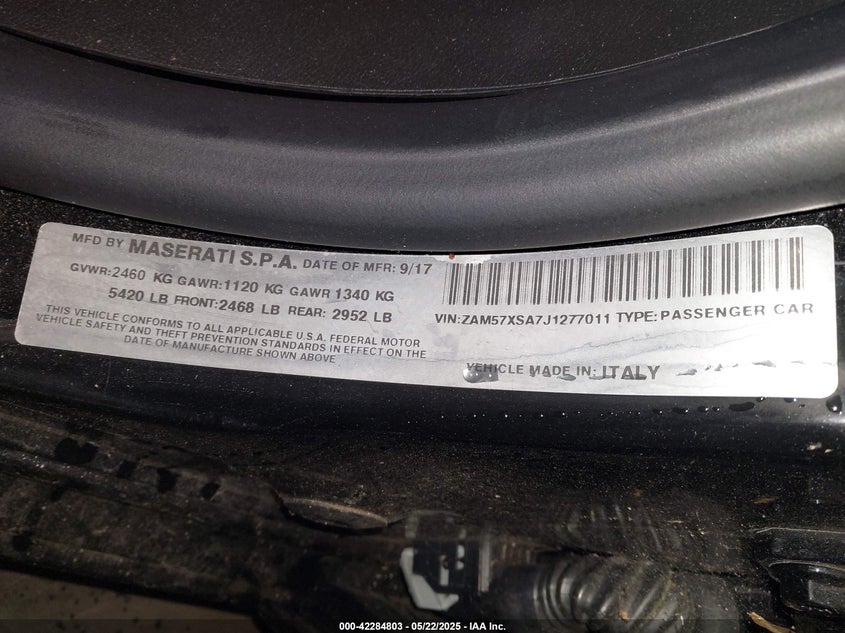 MFD BY MASERATI S.P.A. DATE OF MFR: 9/17
GVWR:2460 KG GAWR:1120 KG GAWR 1340 KG
5420 LB FRONT:2468 LB REAR: 2952 LB
THIS VEHICLE CONFORMS TO ALL APPLICABLE U.S.A. FEDERAL MOTOR
VEHICLE SAFETY AND THEFT PREVENTION STANDARDS IN EFFECT ON THE
DATE OF MANUFACTURE SHOWN ABOVE
VIN:ZAM57XSA7J1277011 TYPE: PASSENGER CAR
VEHICLE MADE IN: ITALY
000-42284803 — 05/22/2025 — IAA Inc.